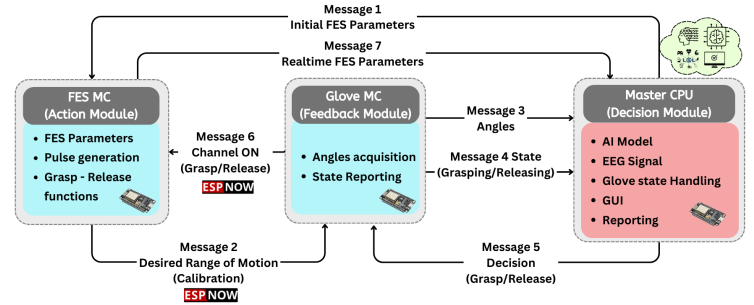 Message 1
Initial FES Parameters
Message 7
Realtime FES Parameters
FES MC
(Action Module)
FES Parameters
Pulse generation
Grasp - Release
functions
Message 6
Channel ON
(Grasp/Release)
ESP NOW
Glove MC
(Feedback Module)
Angles acquisition
State Reporting
Message 3
Angles
Message 4 State
(Grasping/Releasing)
Master CPU
(Decision Module)
AI Model
EEG Signal
Glove state Handling
GUI
Reporting
Message 2
Desired Range of Motion
(Calibration)
ESP NOW
Message 5
Decision
(Grasp/Release)